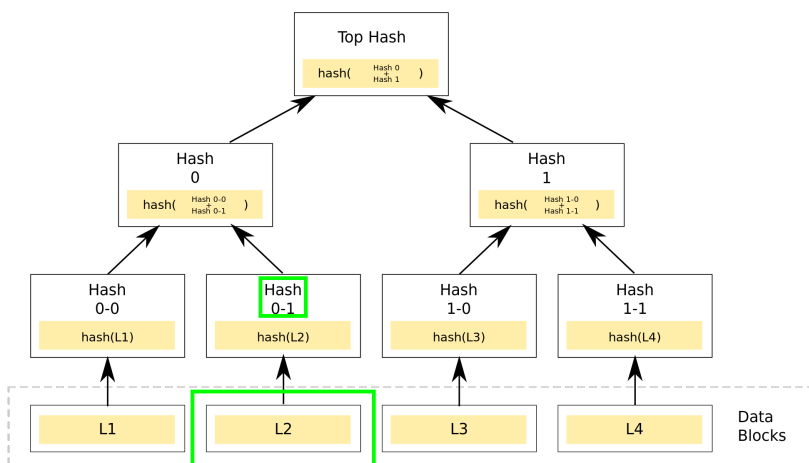 Top Hash
hash( Hash 0 + Hash 1 )
Hash
0
hash( Hash 0-0 + Hash 0-1 )
Hash
1
hash( Hash 1-0 + Hash 1-1 )
Hash
0-0
hash(L1)
Hash
0-1
hash(L2)
Hash
1-0
hash(L3)
Hash
1-1
hash(L4)
L1
L2
L3
L4
Data
Blocks